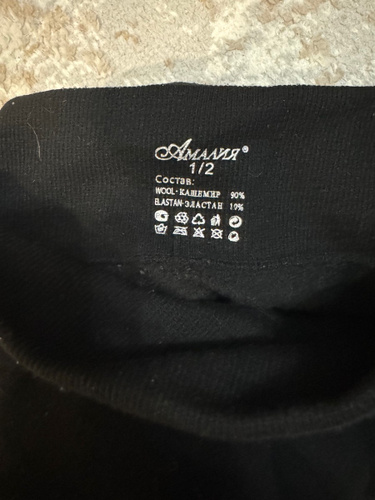 Амалия®
1/2
Состав:
WOOL-КАШЕМИР 90%
ELASTAN-ЭЛАСТАН 10%